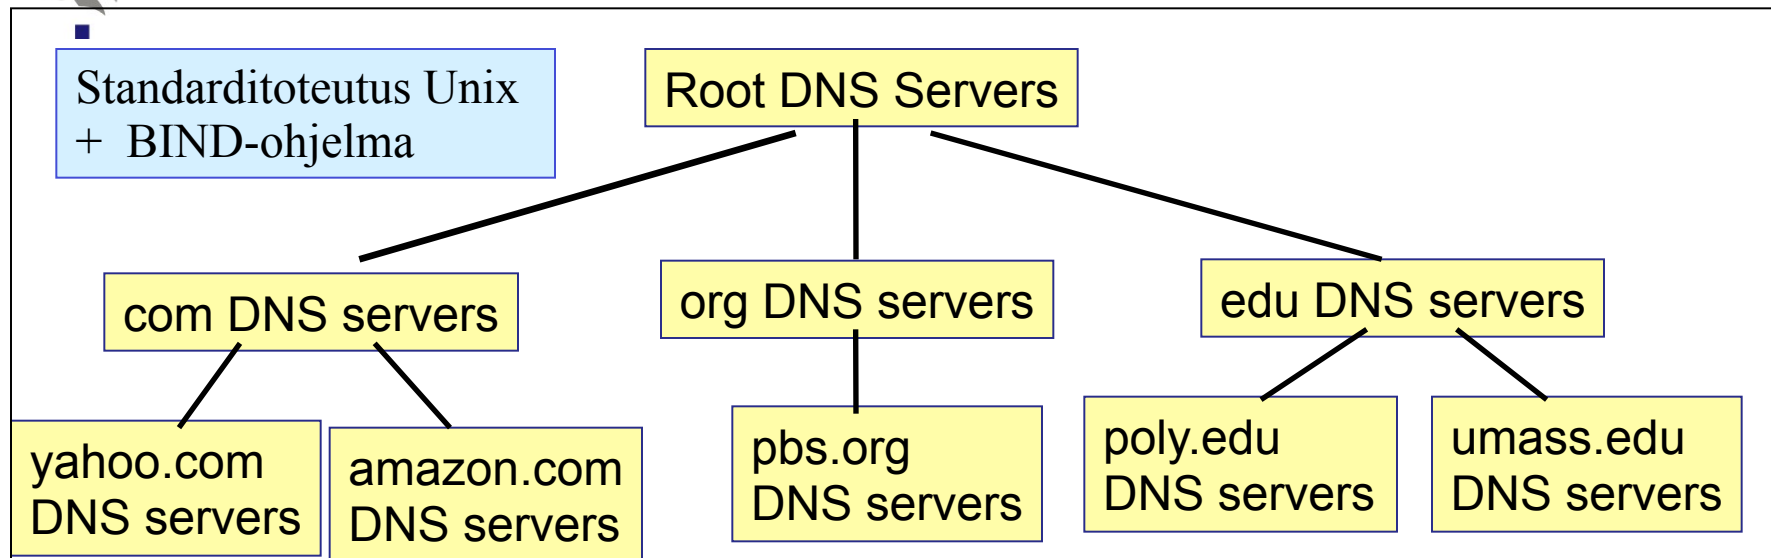 Standarditoteutus Unix
+ BIND-ohjelma
Root DNS Servers
com DNS servers
org DNS servers
edu DNS servers
yahoo.com
DNS servers
amazon.com
DNS servers
pbs.org
DNS servers
poly.edu
DNS servers
umass.edu
DNS servers